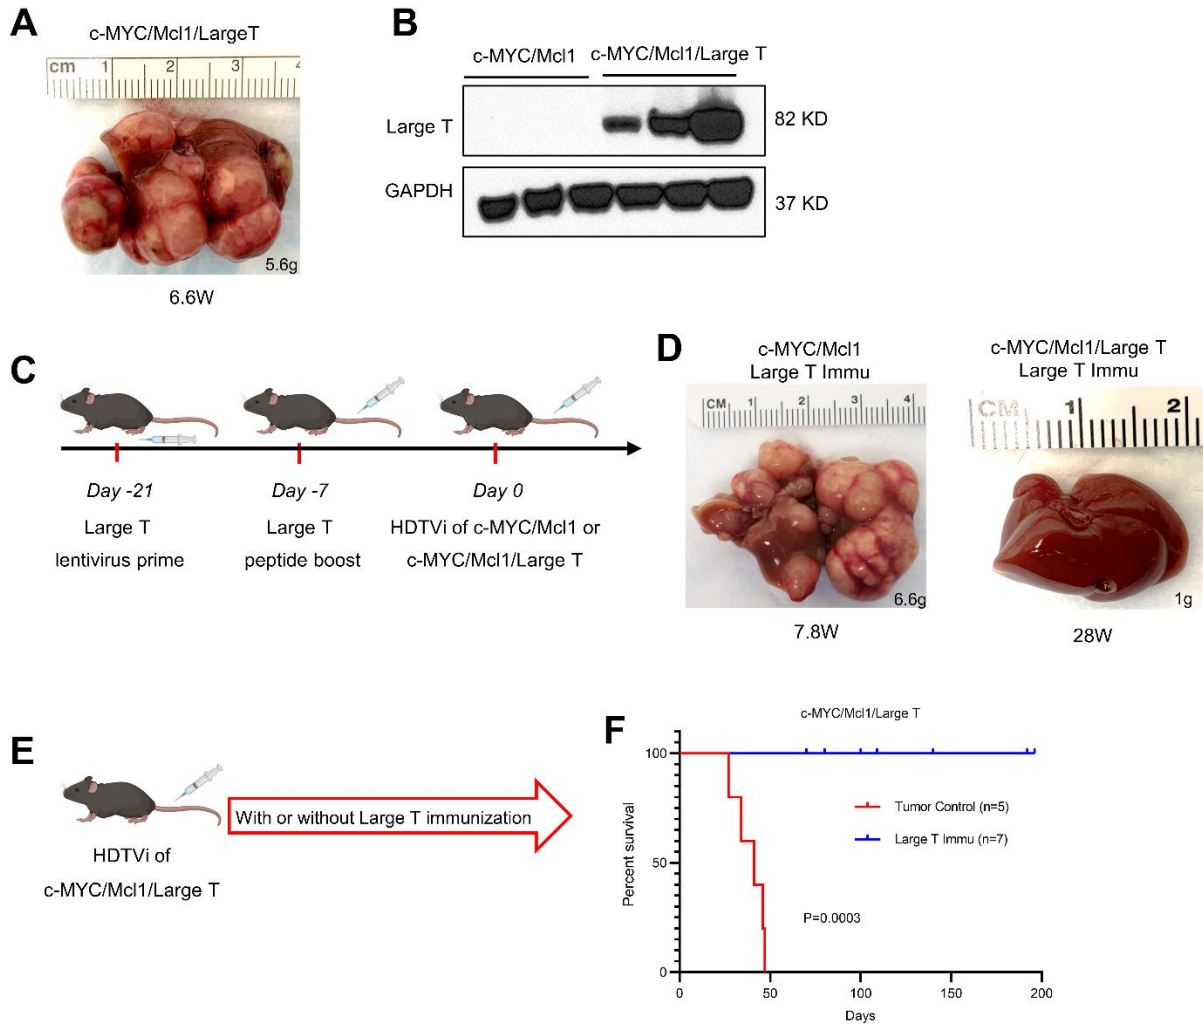 A
c-MYC/Mcl1/LargeT
cm 1 2 3 4
5.6g
6.6W
B
c-MYC/Mcl1
c-MYC/Mcl1/Large T
Large T
82 KD
GAPDH
37 KD
C
Day -21
Day -7
Day 0
Large T
lentivirus prime
Large T
peptide boost
HDTVi of c-MYC/Mcl1 or
c-MYC/Mcl1/Large T
D
c-MYC/Mcl1
Large T Immu
CM 1 2 3 4
6.6g
7.8W
c-MYC/Mcl1/Large T
Large T Immu
CM 1 2
1g
28W
E
With or without Large T immunization
HDTVi of
c-MYC/Mcl1/Large T
F
c-MYC/Mcl1/Large T
Percent survival
100
50
0
Tumor Control (n=5)
Large T Immu (n=7)
P=0.0003
0 50 100 150 200
Days